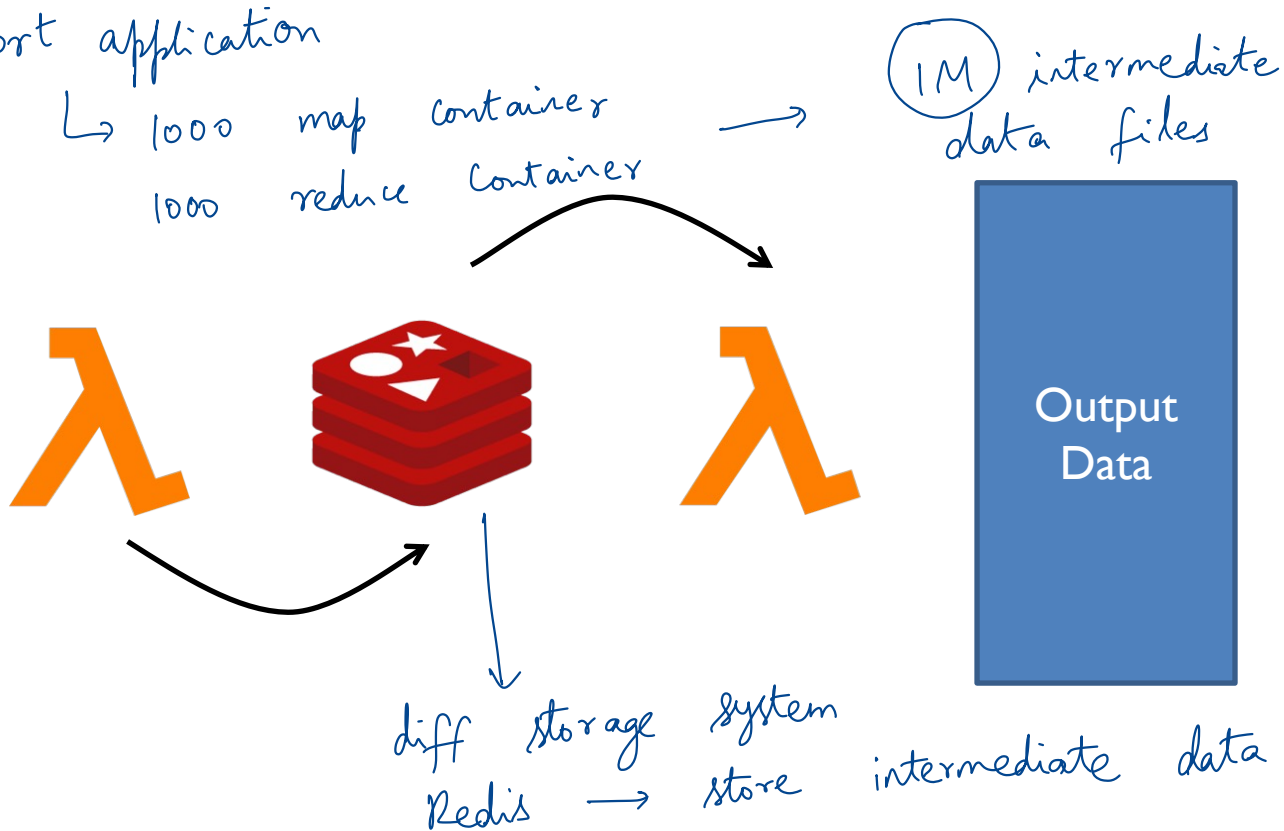 ort application
↳ 1000 map container → 1M intermediate
data files
1000 reduce Container
Output
Data
diff storage system
Redis → store intermediate data